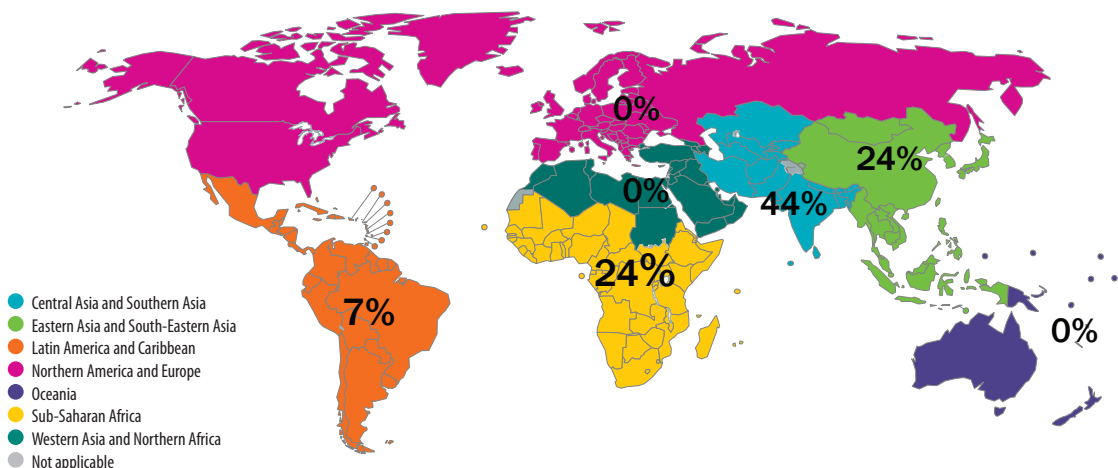 0%
24%
0%
44%
24%
7%
0%
Central Asia and Southern Asia
Eastern Asia and South-Eastern Asia
Latin America and Caribbean
Northern America and Europe
Oceania
Sub-Saharan Africa
Western Asia and Northern Africa
Not applicable